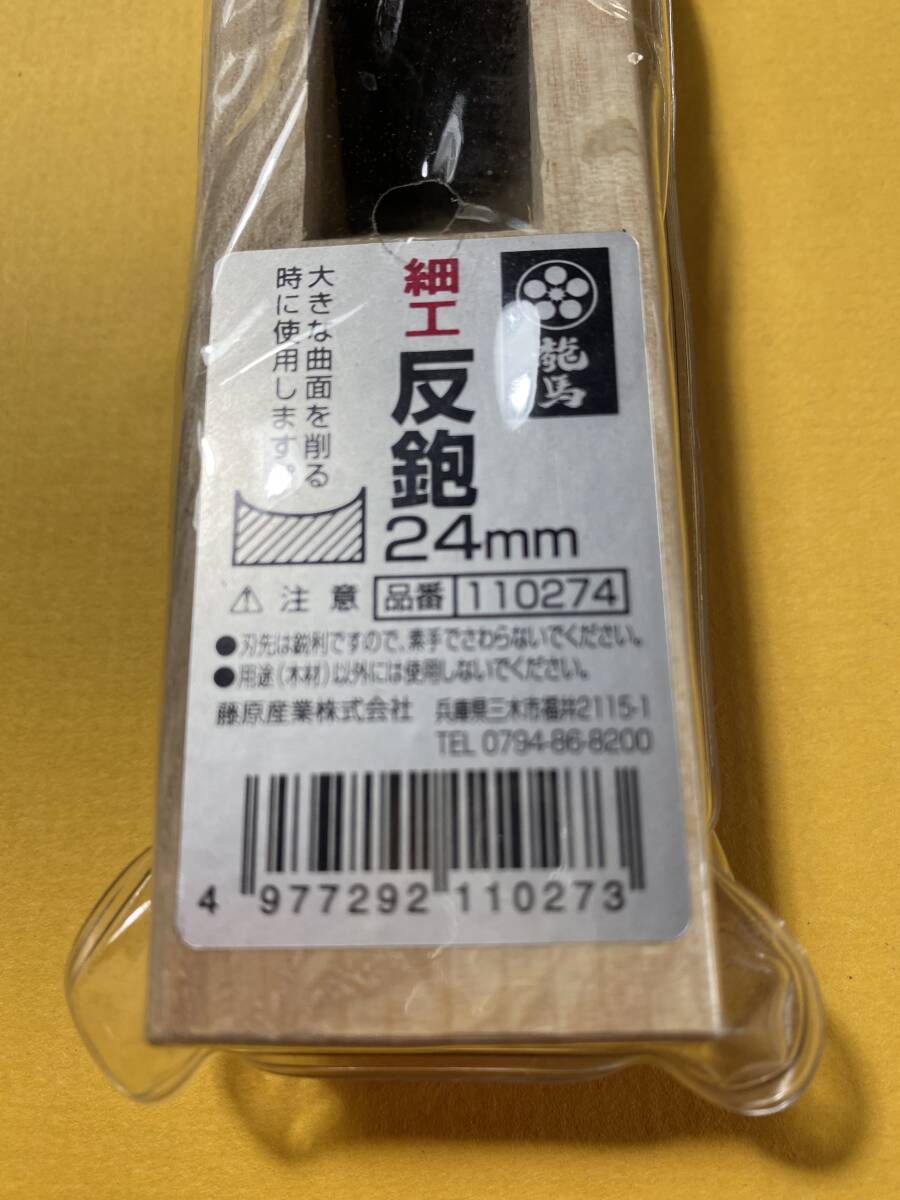 龍馬
細工
反鉋
24mm
大きな曲面を削る
時に使用します。
⚠ 注意 品番 110274
●刃先は鋭利ですので、素手でさわらないでください。
●用途(木材)以外には使用しないでください。
藤原産業株式会社 兵庫県三木市福井2115-1
TEL 0794-86-8200
4 977292 110273